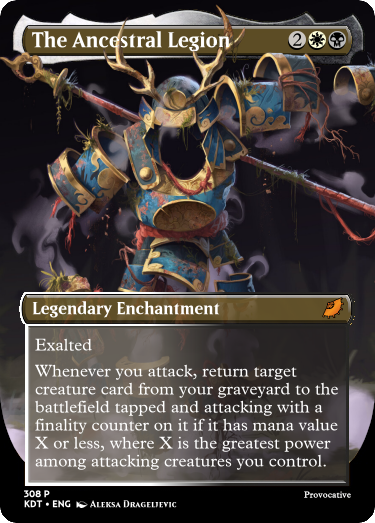 The Ancestral Legion 2
Legendary Enchantment
Exalted
Whenever you attack, return target
creature card from your graveyard to the
battlefield tapped and attacking with a
finality counter on it if it has mana value
X or less, where X is the greatest power
among attacking creatures you control.
308 P
KDT • ENG Aleksa Drageljevic
Provocative